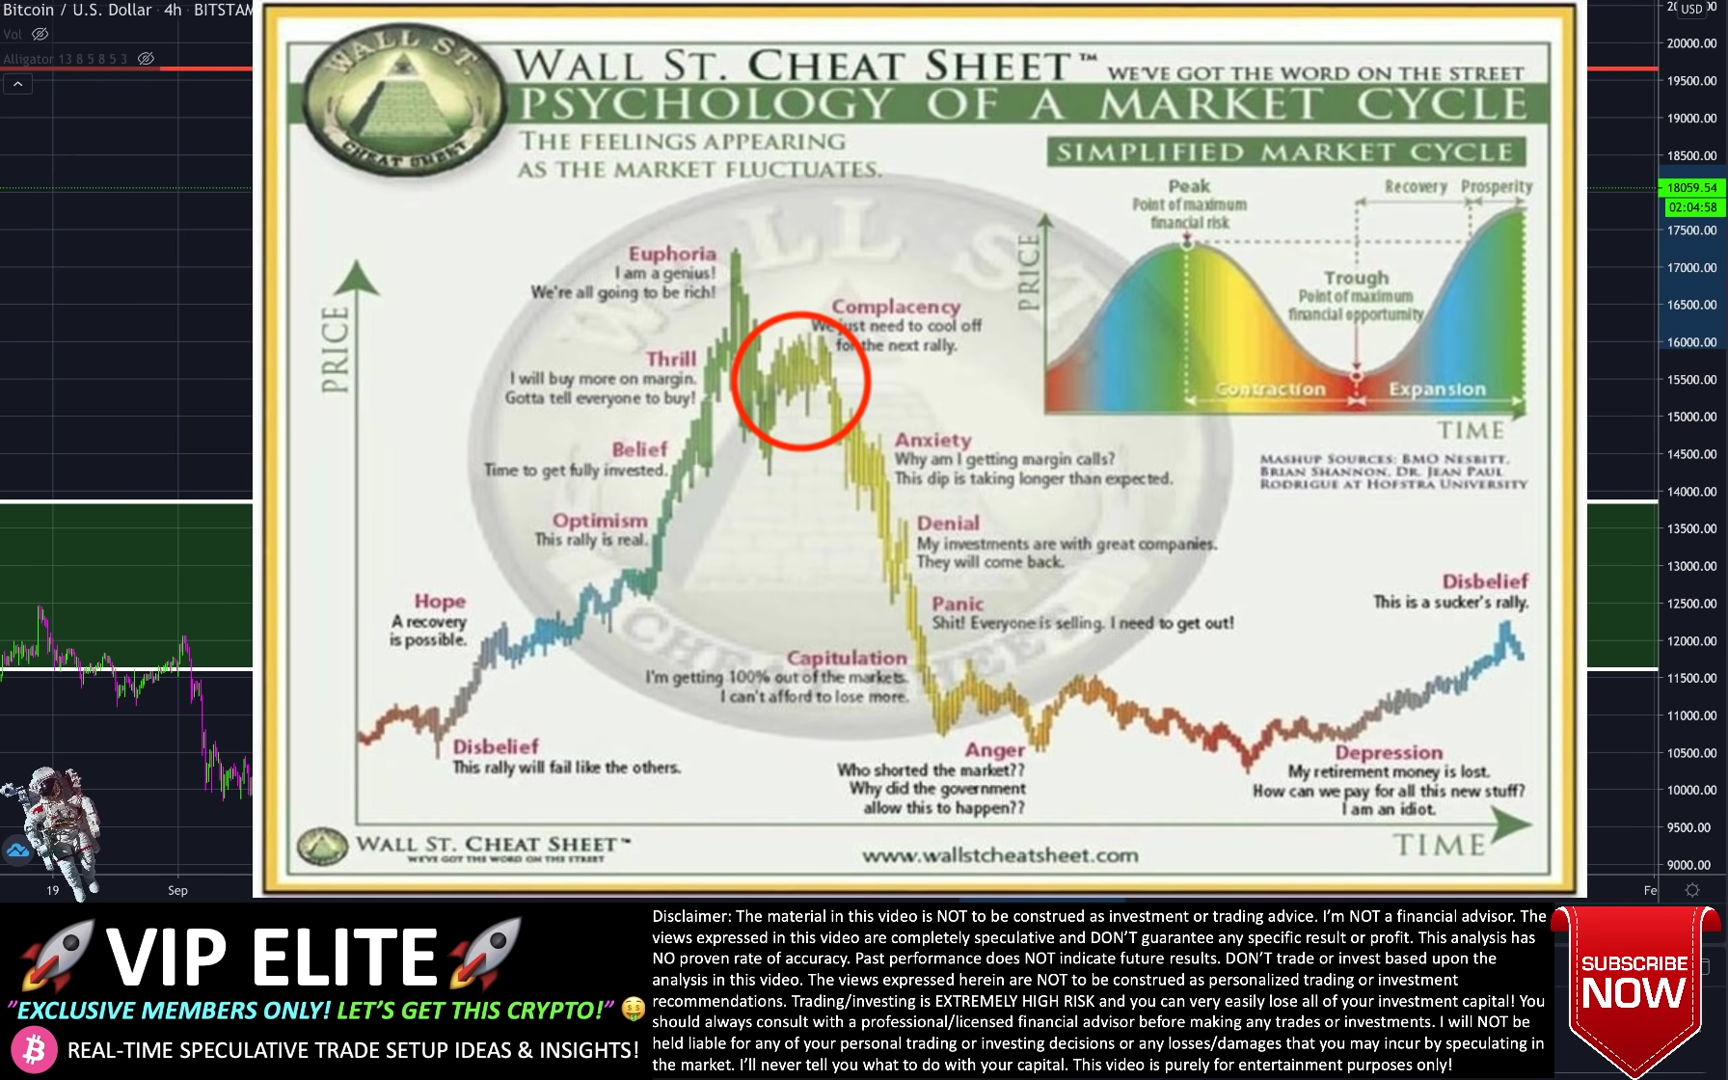 Bitcoin / U.S. Dollar · 4h · BITSTAM
Vol
Alligator 13 8 5 8 5 3
WALL ST.
CHEAT SHEET
WALL ST. CHEAT SHEET™ WE'VE GOT THE WORD ON THE STREET
PSYCHOLOGY OF A MARKET CYCLE
THE FEELINGS APPEARING
AS THE MARKET FLUCTUATES.
SIMPLIFIED MARKET CYCLE
Peak
Point of maximum
financial risk
Recovery Prosperity
Trough
Point of maximum
financial opportunity
Contraction
Expansion
PRICE
TIME
MASHUP SOURCES: BMO NESBITT,
BRIAN SHANNON, DR. JEAN PAUL
RODRIGUE AT HOFSTRA UNIVERSITY
PRICE
Euphoria
I am a genius!
We're all going to be rich!
Complacency
We just need to cool off
for the next rally.
Thrill
I will buy more on margin.
Gotta tell everyone to buy!
Belief
Time to get fully invested.
Anxiety
Why am I getting margin calls?
This dip is taking longer than expected.
Optimism
This rally is real.
Denial
My investments are with great companies.
They will come back.
Hope
A recovery
is possible.
Panic
Shit! Everyone is selling. I need to get out!
Disbelief
This is a sucker's rally.
Capitulation
I'm getting 100% out of the markets.
I can't afford to lose more.
Disbelief
This rally will fail like the others.
Anger
Who shorted the market??
Why did the government
allow this to happen??
Depression
My retirement money is lost.
How can we pay for all this new stuff?
I am an idiot.
TIME
WALL ST. CHEAT SHEET™
WE'VE GOT THE WORD ON THE STREET
www.wallstcheatsheet.com
USD
20000.00
19500.00
19000.00
18500.00
18059.54
02:04:58
17500.00
17000.00
16500.00
16000.00
15500.00
15000.00
14500.00
14000.00
13500.00
13000.00
12500.00
12000.00
11500.00
11000.00
10500.00
10000.00
9500.00
9000.00
19
Sep
Fe
VIP ELITE
"EXCLUSIVE MEMBERS ONLY! LET'S GET THIS CRYPTO!"
REAL-TIME SPECULATIVE TRADE SETUP IDEAS & INSIGHTS!
Disclaimer: The material in this video is NOT to be construed as investment or trading advice. I'm NOT a financial advisor. The
views expressed in this video are completely speculative and DON'T guarantee any specific result or profit. This analysis has
NO proven rate of accuracy. Past performance does NOT indicate future results. DON'T trade or invest based upon the
analysis in this video. The views expressed herein are NOT to be construed as personalized trading or investment
recommendations. Trading/investing is EXTREMELY HIGH RISK and you can very easily lose all of your investment capital! You
should always consult with a professional/licensed financial advisor before making any trades or investments. I will NOT be
held liable for any of your personal trading or investing decisions or any losses/damages that you may incur by speculating in
the market. I'll never tell you what to do with your capital. This video is purely for entertainment purposes only!
SUBSCRIBE
NOW